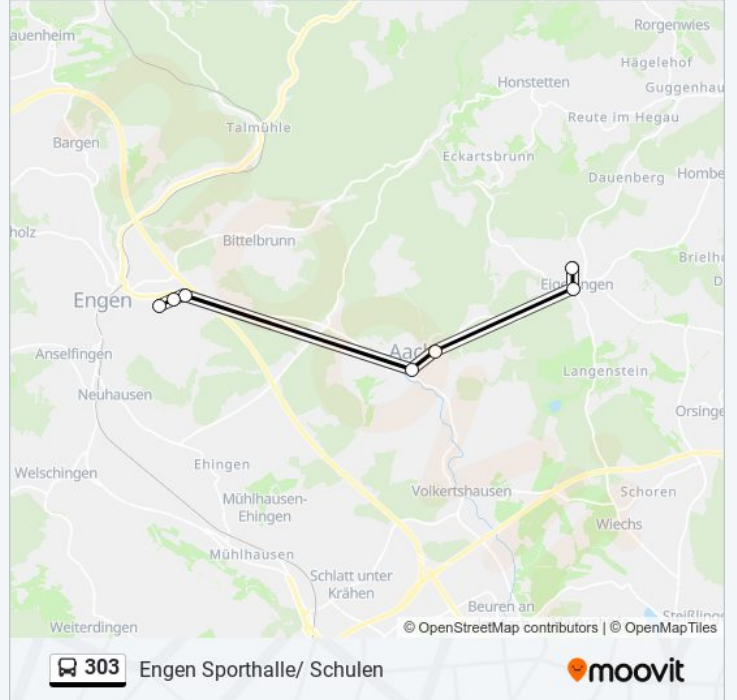 auenheim
Rorgenwies
Hägelehof
Honstetten
Guggenhau
Reute im Hegau
Talmühle
Bargen
Eckartsbrunn
Dauenberg
Hombe
holz
Bittelbrunn
Brielh
Engen
D
Aach
Anselfingen
Langenstein
Neuhausen
Orsinge
Ehingen
Welschingen
Volkertshausen
Schoren
Mühlhausen-
Ehingen
Wiechs
Mühlhausen
Schlatt unter
Krähen
Beuren an
Weiterdingen
© OpenStreetMap contributors | © OpenMapTiles
303 Engen Sporthalle/ Schulen
moovit